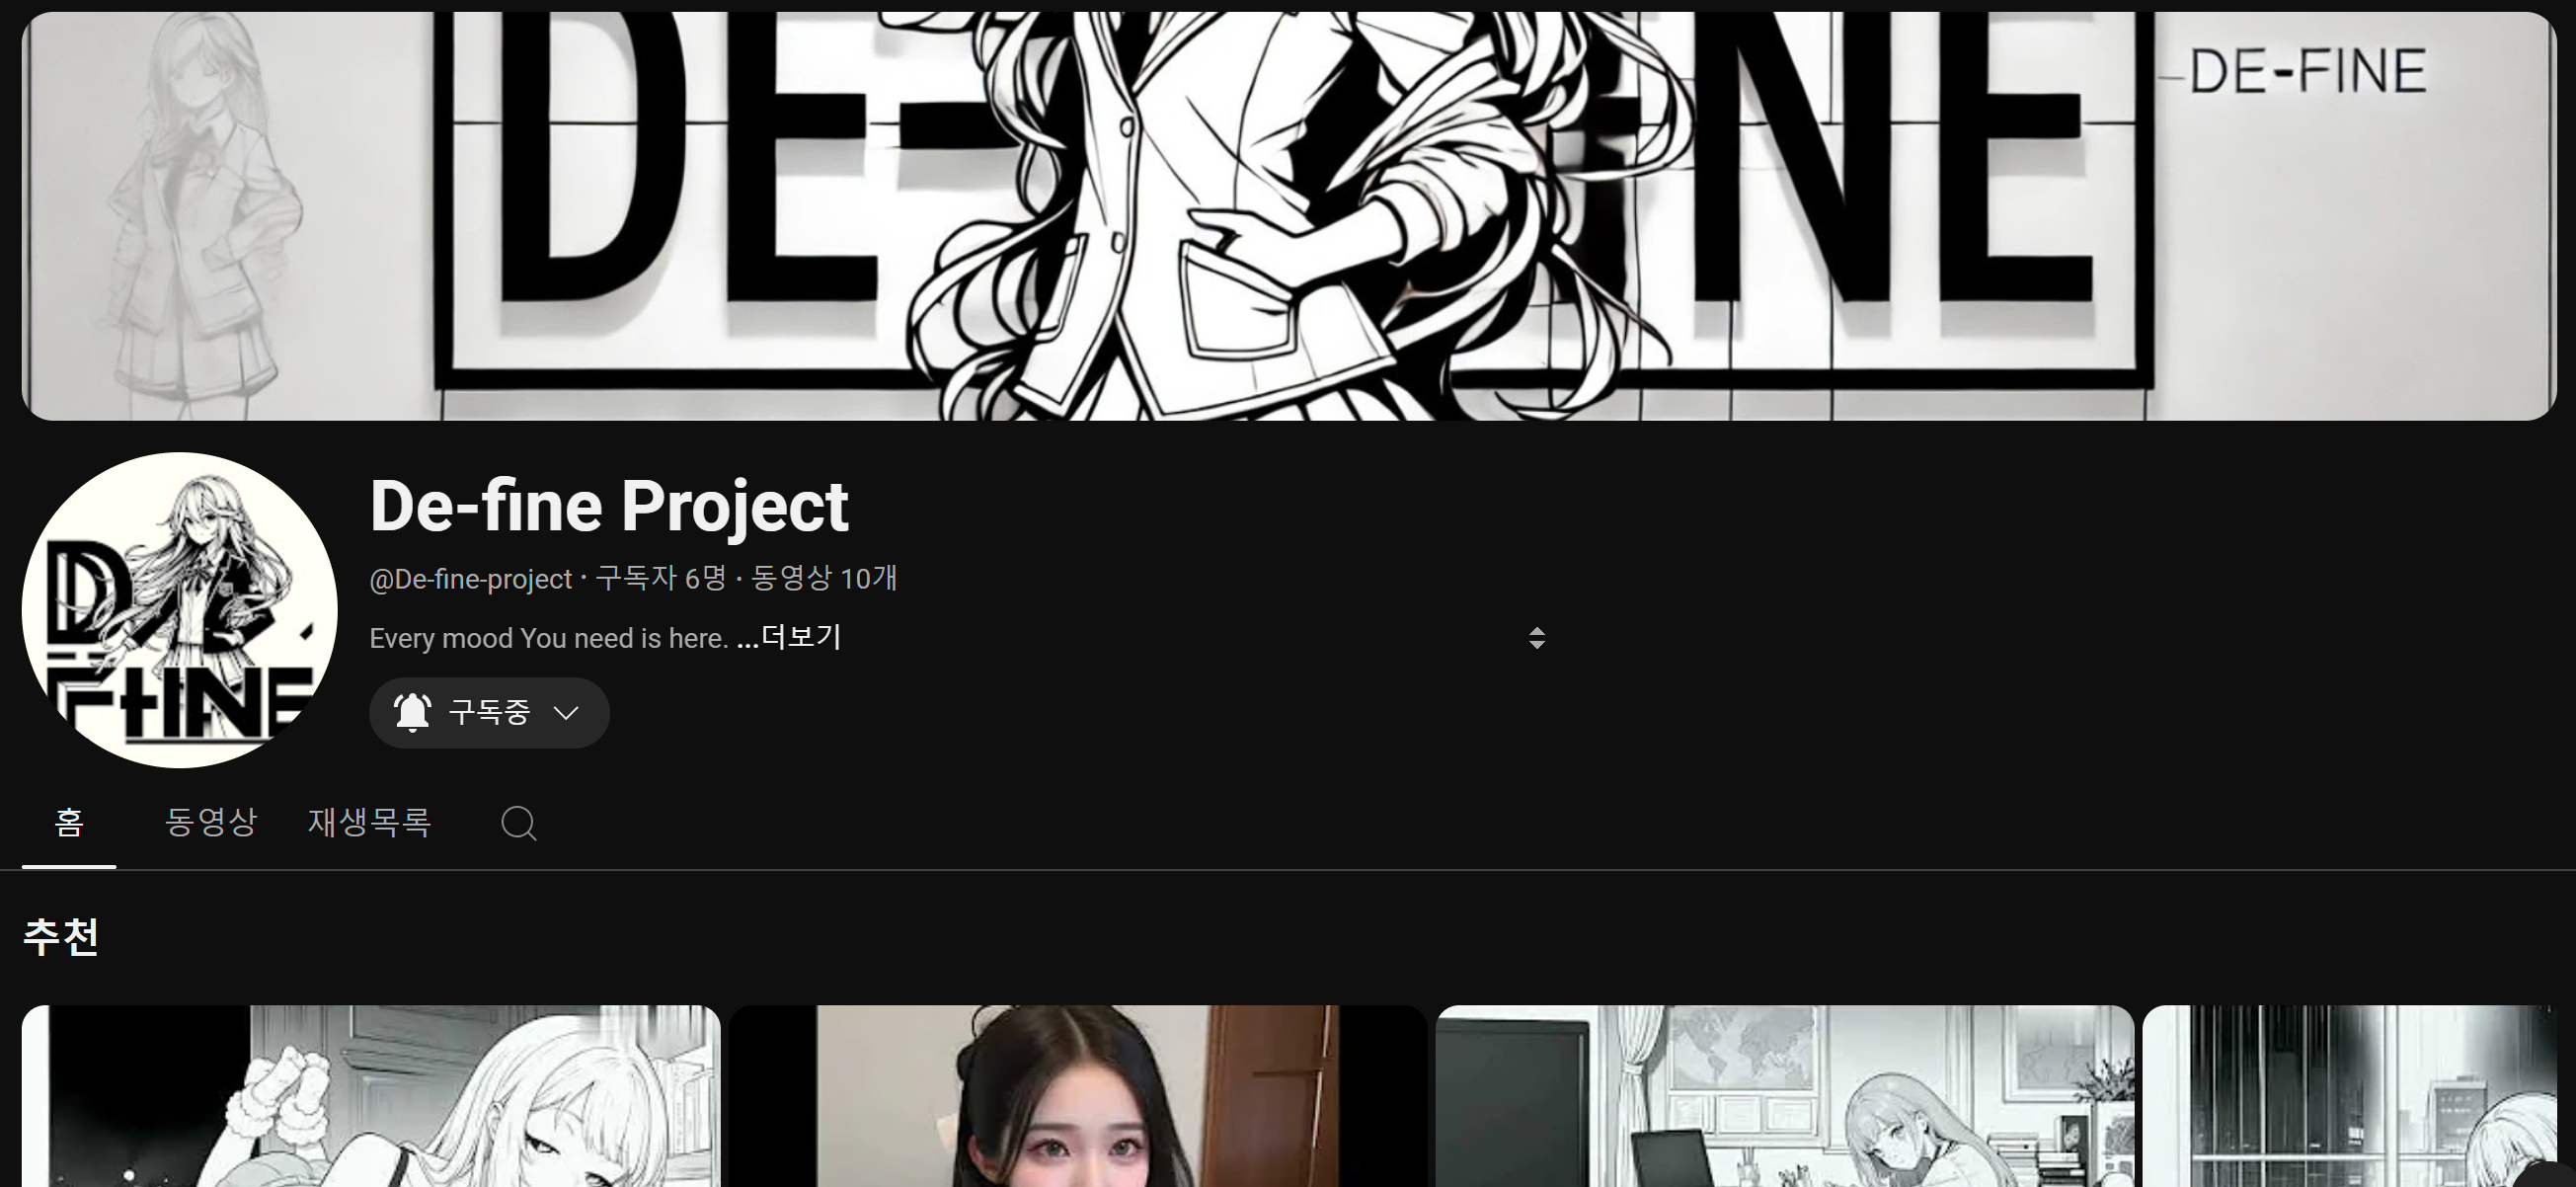 DE-FINE
DE-FINE
De-fine Project
@De-fine-project · 구독자 6명 · 동영상 10개
Every mood You need is here. ...더보기
구독중
홈 동영상 재생목록
추천